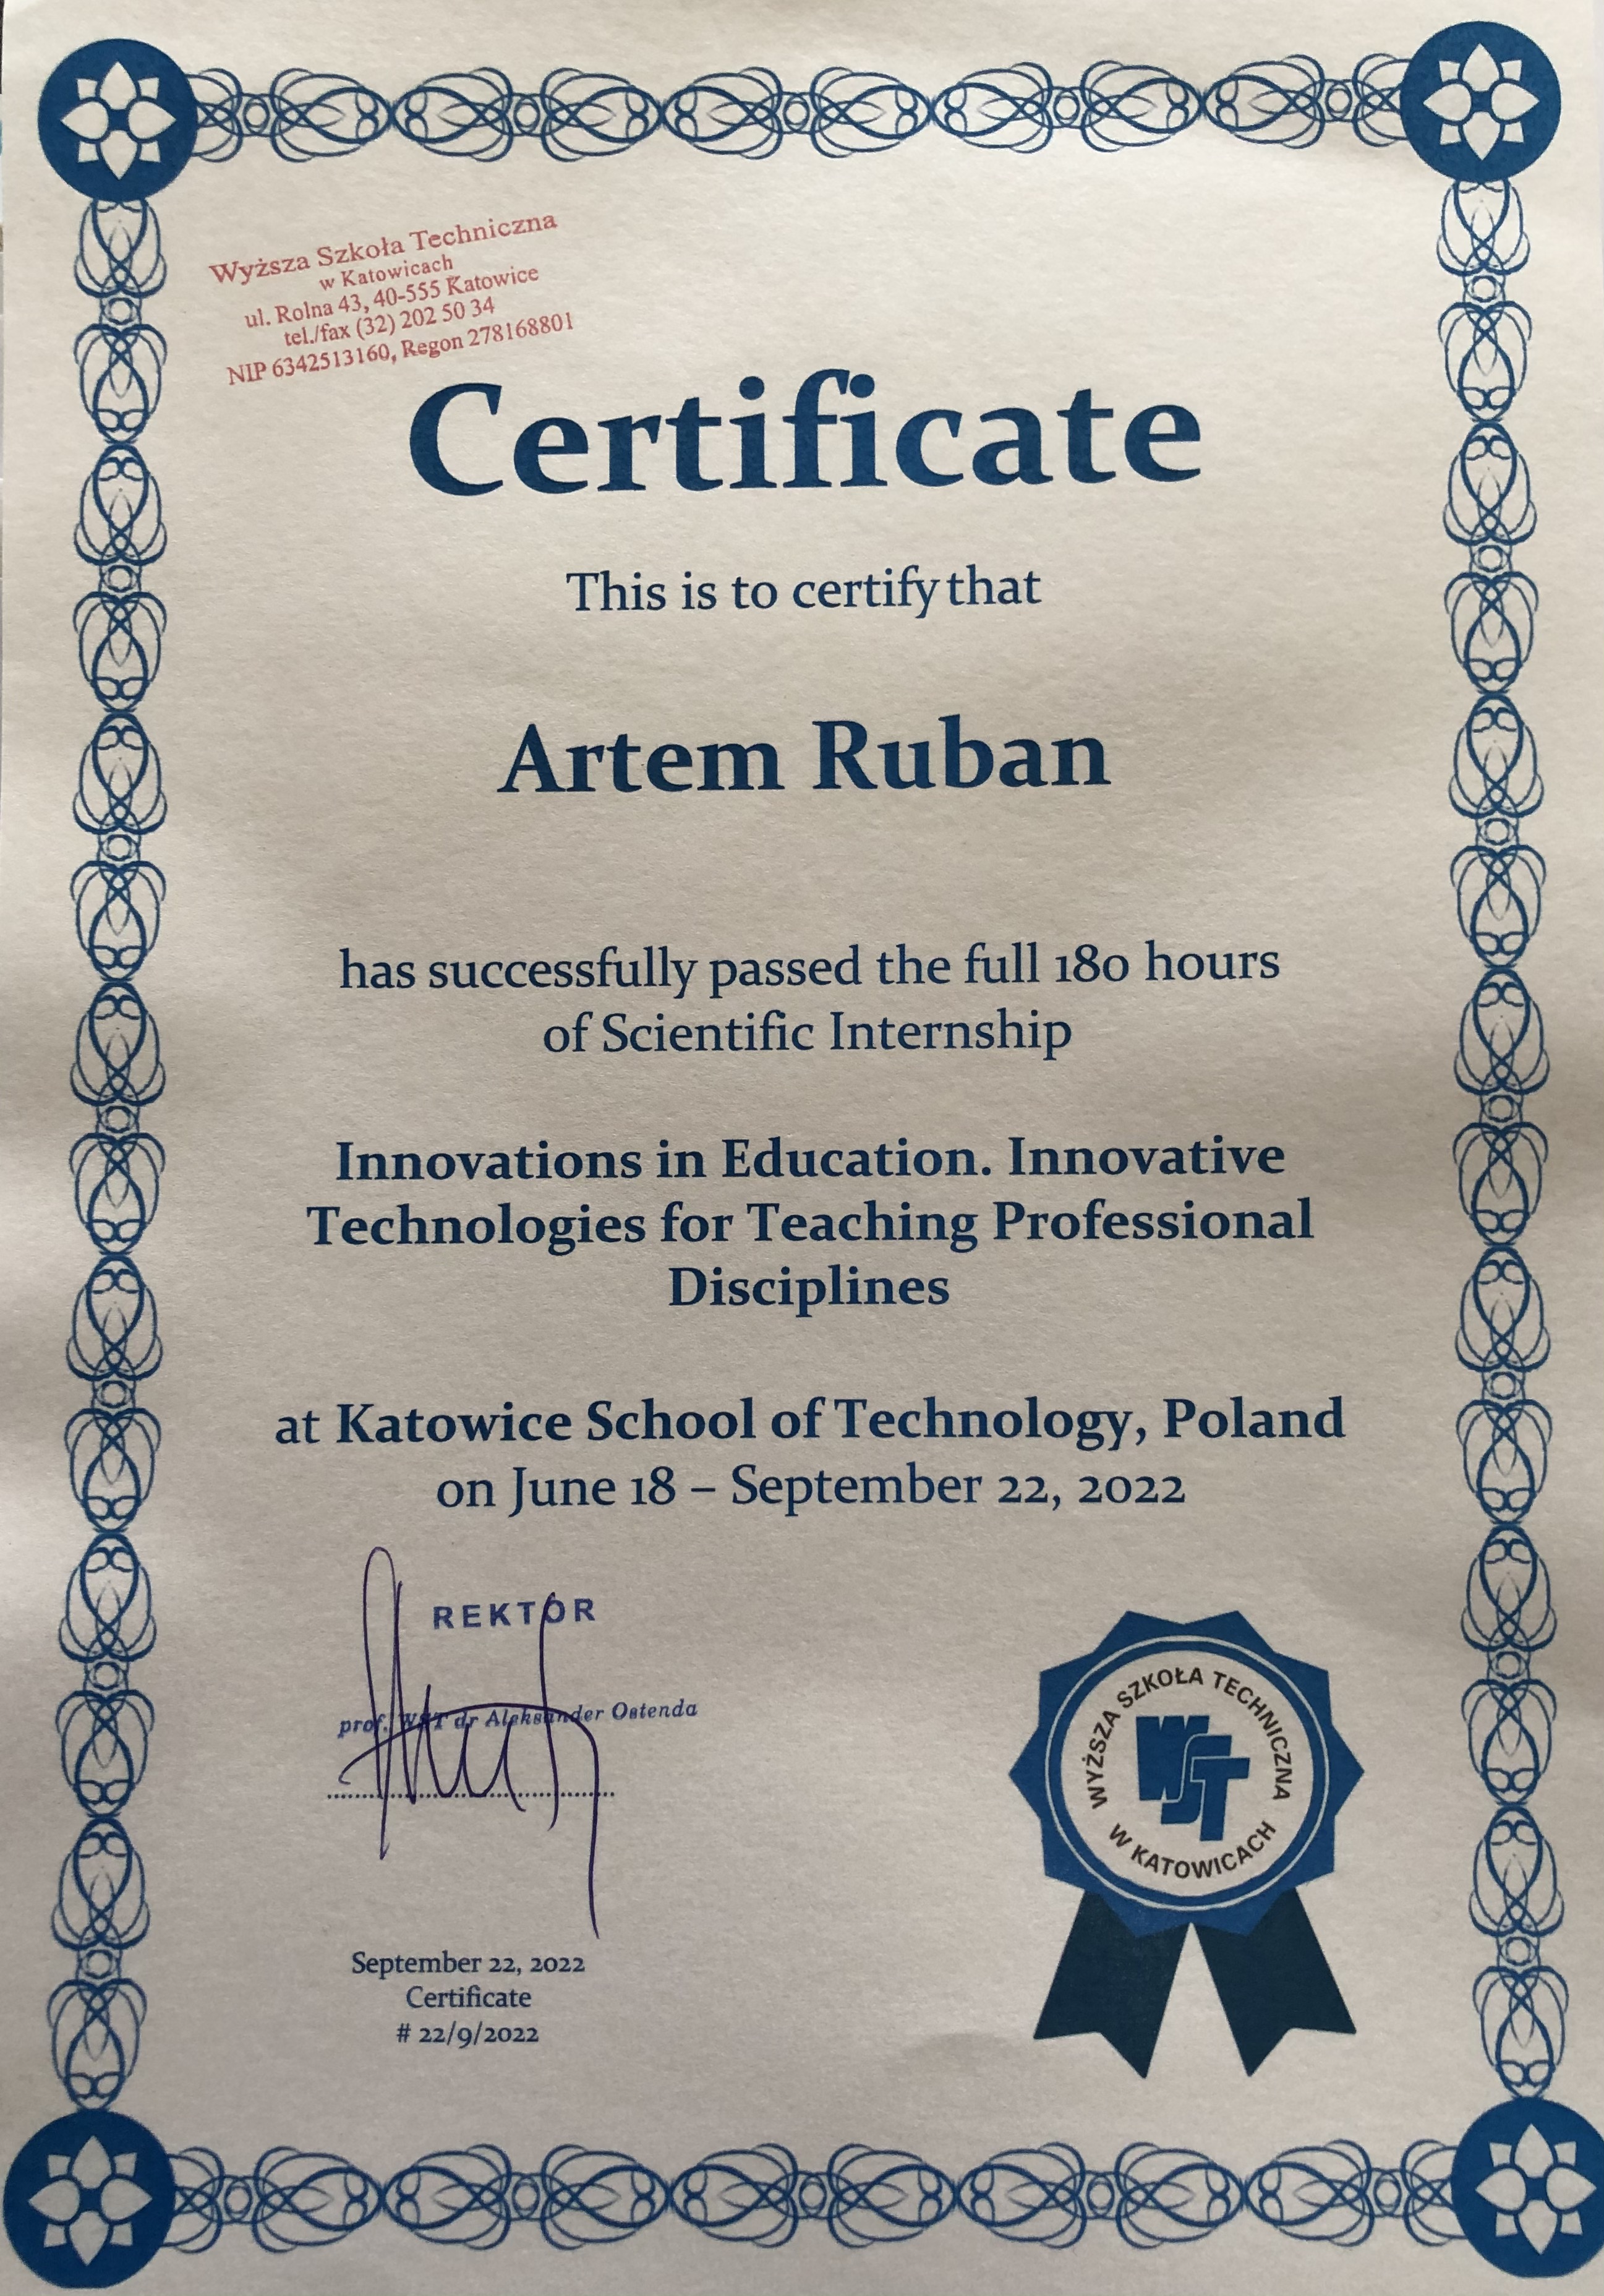 Wyższa Szkoła Techniczna
w Katowicach
ul. Rolna 43, 40-555 Katowice
tel./fax (32) 202 50 34
NIP 6342513160, Regon 278168801
Certificate
This is to certify that
Artem Ruban
has successfully passed the full 180 hours
of Scientific Internship
Innovations in Education. Innovative
Technologies for Teaching Professional
Disciplines
at Katowice School of Technology, Poland
on June 18 – September 22, 2022
REKTOR
prof. WST dr Aleksander Ostenda
WYŻSZA SZKOŁA TECHNICZNA
WST
W KATOWICACH
September 22, 2022
Certificate
# 22/9/2022